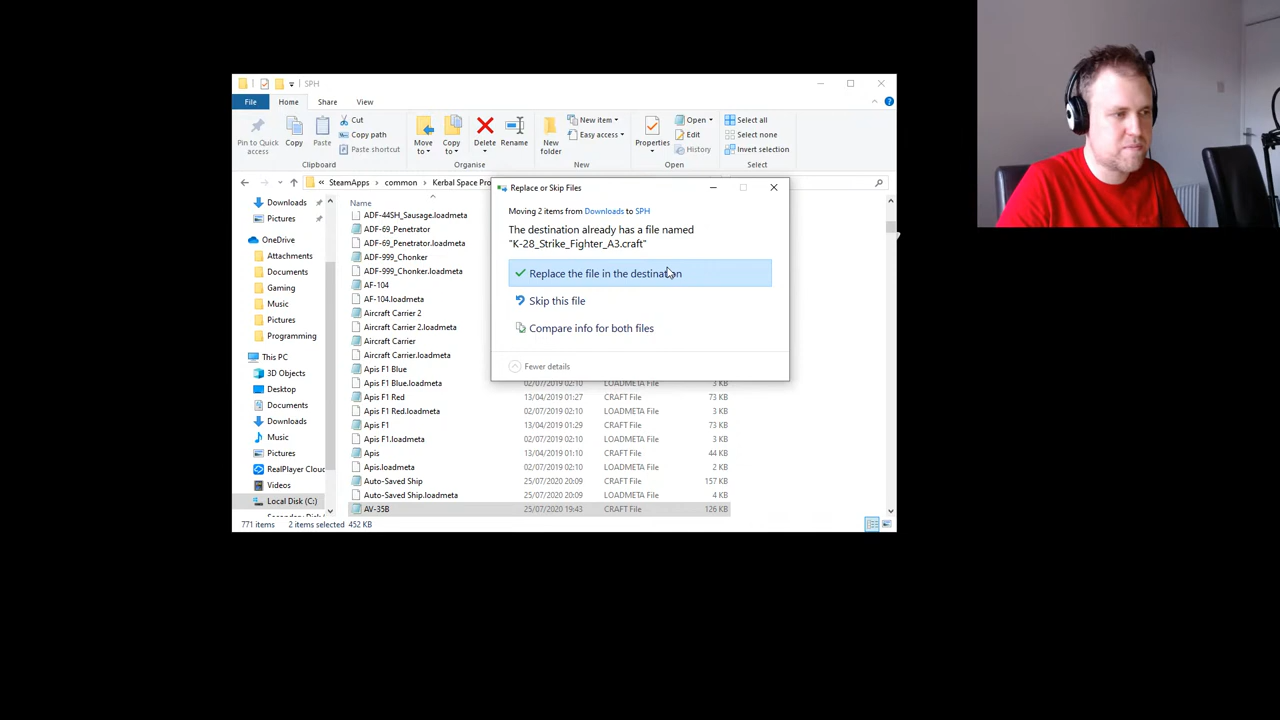 SPH
File Home Share View
Pin to Quick access
Copy
Paste
Cut
Copy path
Paste shortcut
Clipboard
Move to
Copy to
Delete
Rename
Organise
New folder
New item
Easy access
New
Properties
Open
Edit
History
Open
Select all
Select none
Invert selection
Select
« SteamApps › common › Kerbal Space Pro
Downloads
Pictures
OneDrive
Attachments
Documents
Gaming
Music
Pictures
Programming
This PC
3D Objects
Desktop
Documents
Downloads
Music
Pictures
RealPlayer Cloud
Videos
Local Disk (C:)
Name
ADF-44SH_Sausage.loadmeta
ADF-69_Penetrator
ADF-69_Penetrator.loadmeta
ADF-999_Chonker
ADF-999_Chonker.loadmeta
AF-104
AF-104.loadmeta
Aircraft Carrier 2
Aircraft Carrier 2.loadmeta
Aircraft Carrier
Aircraft Carrier.loadmeta
Apis F1 Blue
Apis F1 Blue.loadmeta 02/07/2019 02:10 LOADMETA File 3 KB
Apis F1 Red 13/04/2019 01:27 CRAFT File 73 KB
Apis F1 Red.loadmeta 02/07/2019 02:10 LOADMETA File 3 KB
Apis F1 13/04/2019 01:29 CRAFT File 73 KB
Apis F1.loadmeta 02/07/2019 02:10 LOADMETA File 3 KB
Apis 13/04/2019 01:10 CRAFT File 44 KB
Apis.loadmeta 02/07/2019 02:10 LOADMETA File 2 KB
Auto-Saved Ship 25/07/2020 20:09 CRAFT File 157 KB
Auto-Saved Ship.loadmeta 25/07/2020 20:09 LOADMETA File 4 KB
AV-35B 25/07/2020 19:43 CRAFT File 126 KB
771 items 2 items selected 452 KB
Replace or Skip Files
Moving 2 items from Downloads to SPH
The destination already has a file named
"K-28_Strike_Fighter_A3.craft"
Replace the file in the destination
Skip this file
Compare info for both files
Fewer details